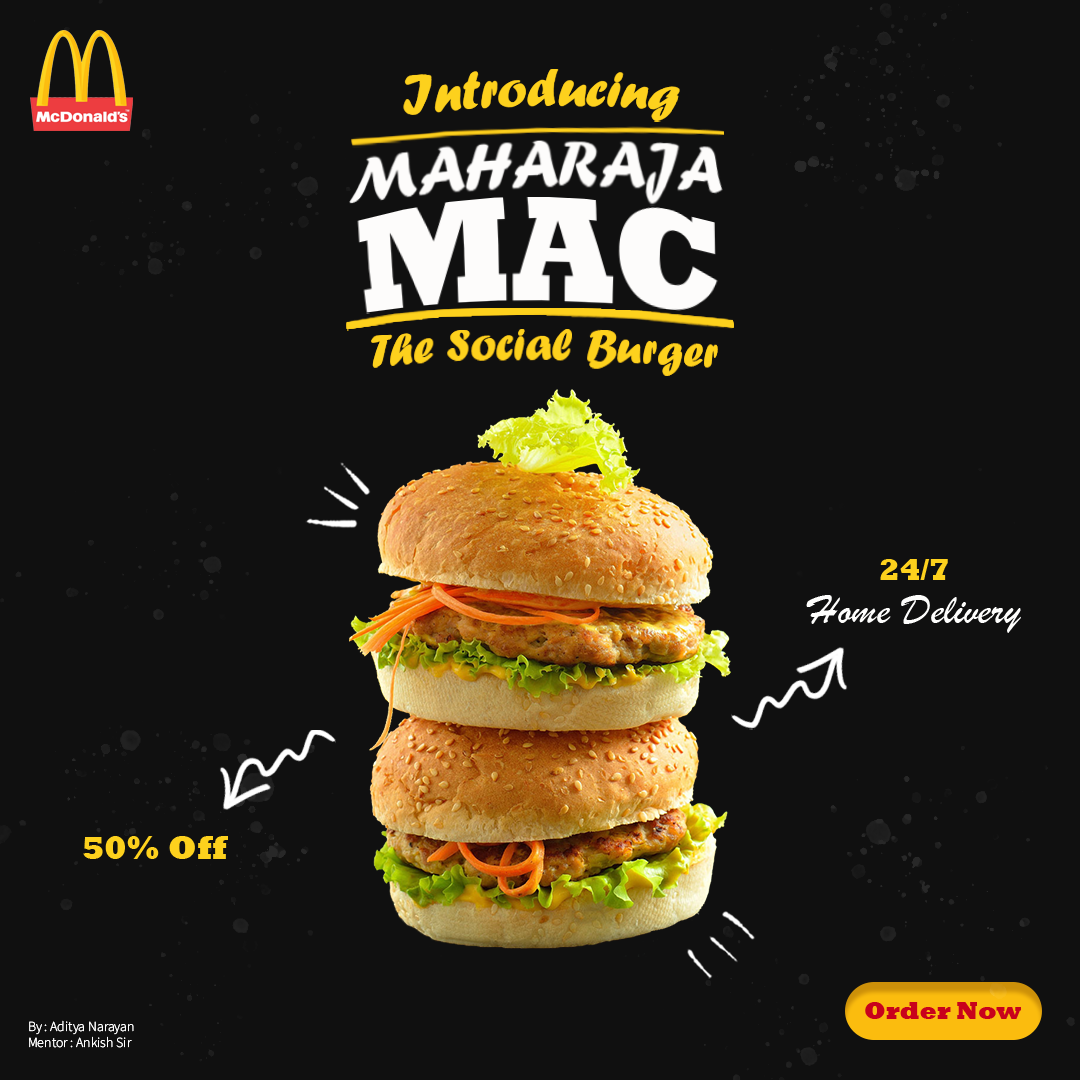 McDonald's™
Introducing
MAHARAJA
MAC
The Social Burger
24/7
Home Delivery
50% Off
Order Now
By : Aditya Narayan
Mentor : Ankish Sir